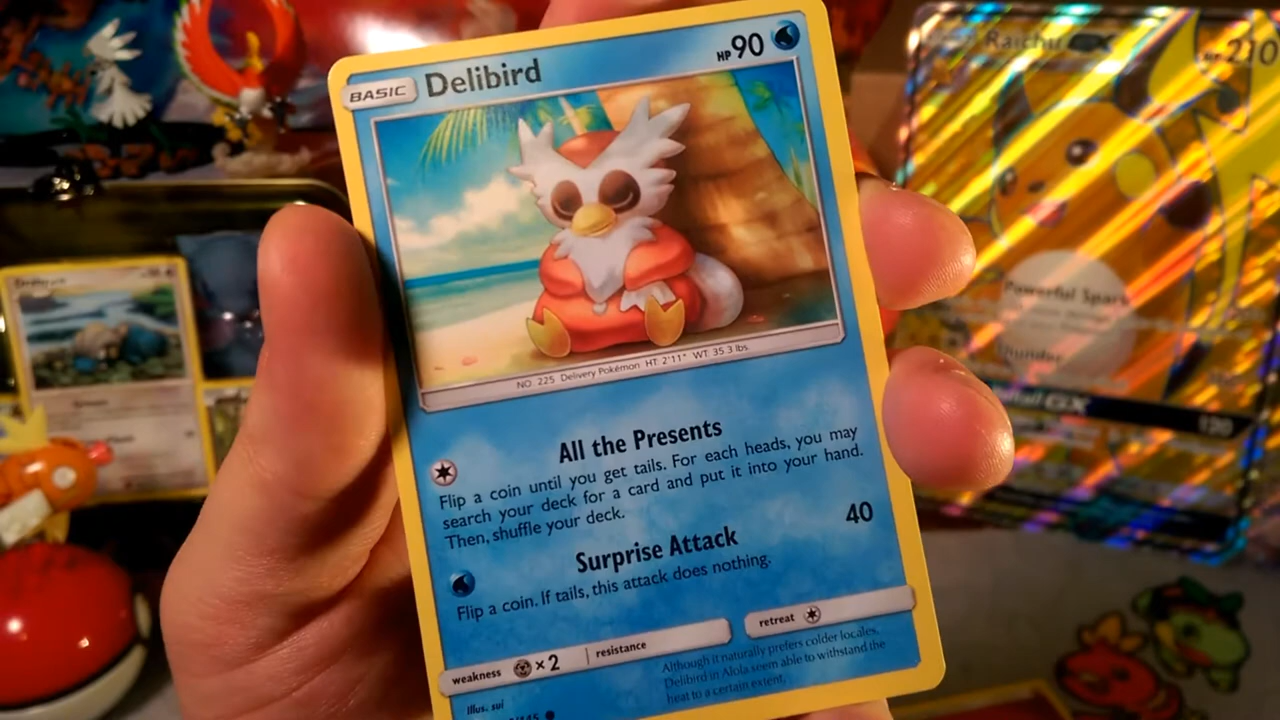 BASIC Delibird HP 90
NO. 225 Delivery Pokémon HT: 2'11" WT: 35.3 lbs.
All the Presents
Flip a coin until you get tails. For each heads, you may
search your deck for a card and put it into your hand.
Then, shuffle your deck.
Surprise Attack 40
Flip a coin. If tails, this attack does nothing.
weakness ×2 resistance retreat
Although it naturally prefers colder locales,
Delibird in Alola seem able to withstand the
heat to a certain extent.
Illus. sui
Raichu GX HP 210
Powerful Spark
Thunder
GX
120